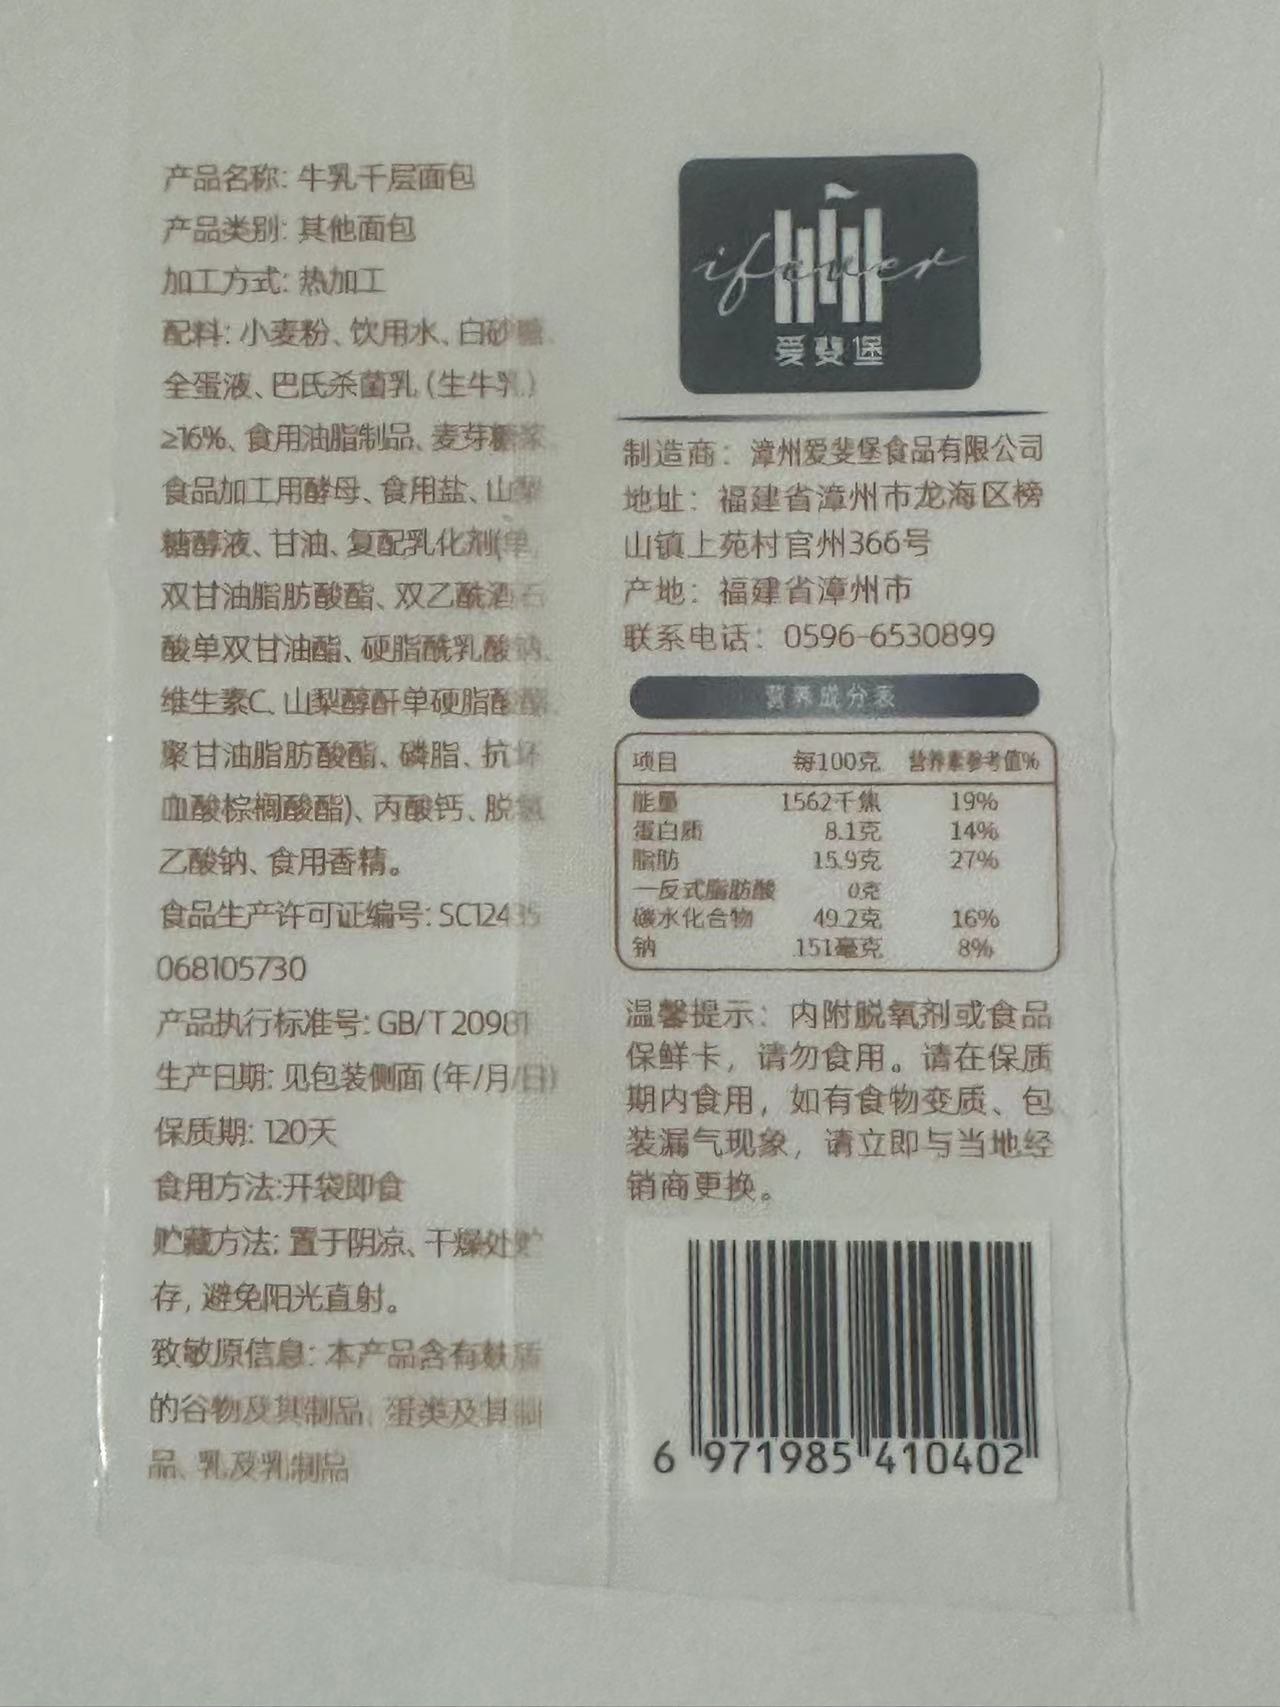 产品名称: 牛乳千层面包
产品类别: 其他面包
加工方式: 热加工
配料: 小麦粉、饮用水、白砂糖、
全蛋液、巴氏杀菌乳 (生牛乳)
≥16%、食用油脂制品、麦芽糖浆、
食品加工用酵母、食用盐、山梨
糖醇液、甘油、复配乳化剂(单,
双甘油脂肪酸酯、双乙酰酒石
酸单双甘油酯、硬脂酰乳酸钠、
维生素C、山梨醇酐单硬脂酸酯、
聚甘油脂肪酸酯、磷脂、抗坏
血酸棕榈酸酯)、丙酸钙、脱氢
乙酸钠、食用香精。
食品生产许可证编号: SC12435
068105730
产品执行标准号: GB/T 20981
生产日期: 见包装侧面 (年/月/日)
保质期: 120天
食用方法:开袋即食
贮藏方法: 置于阴凉、干燥处贮
存, 避免阳光直射。
致敏原信息: 本产品含有麸质
的谷物及其制品、蛋类及其制
品、乳及乳制品
ifever
爱斐堡
制造商：漳州爱斐堡食品有限公司
地址：福建省漳州市龙海区榜
山镇上苑村官州366号
产地：福建省漳州市
联系电话：0596-6530899
营养成分表
项目 每100克 营养素参考值%
能量 1562千焦 19%
蛋白质 8.1克 14%
脂肪 15.9克 27%
—反式脂肪酸 0克
碳水化合物 49.2克 16%
钠 151毫克 8%
温馨提示：内附脱氧剂或食品
保鲜卡，请勿食用。请在保质
期内食用，如有食物变质、包
装漏气现象，请立即与当地经
销商更换。
6 971985 410402